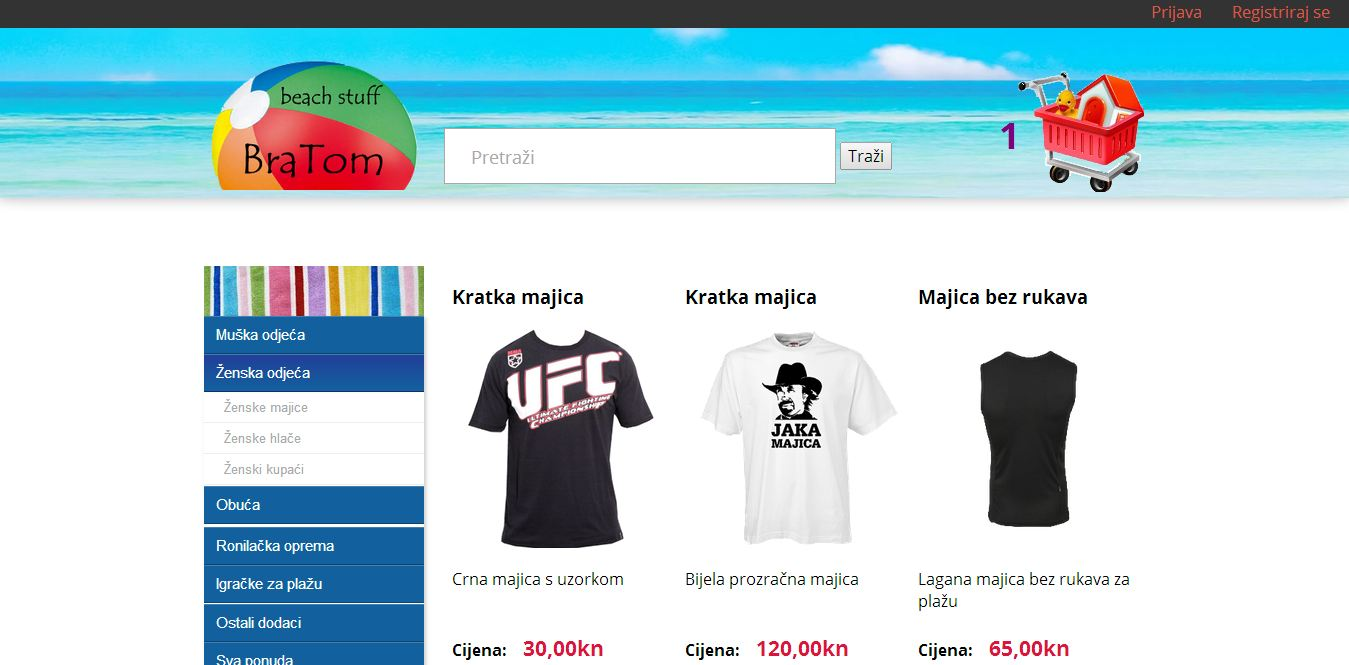 Prijava Registriraj se
beach stuff
BraTom
Pretraži
Traži
1
Muška odjeća
Ženska odjeća
Ženske majice
Ženske hlače
Ženski kupaći
Obuća
Ronilačka oprema
Igračke za plažu
Ostali dodaci
Sva ponuda
Kratka majica
UFC
ULTIMATE FIGHTING
CHAMPIONSHIP
Crna majica s uzorkom
Cijena: 30,00kn
Kratka majica
JAKA
MAJICA
Bijela prozračna majica
Cijena: 120,00kn
Majica bez rukava
Lagana majica bez rukava za
plažu
Cijena: 65,00kn